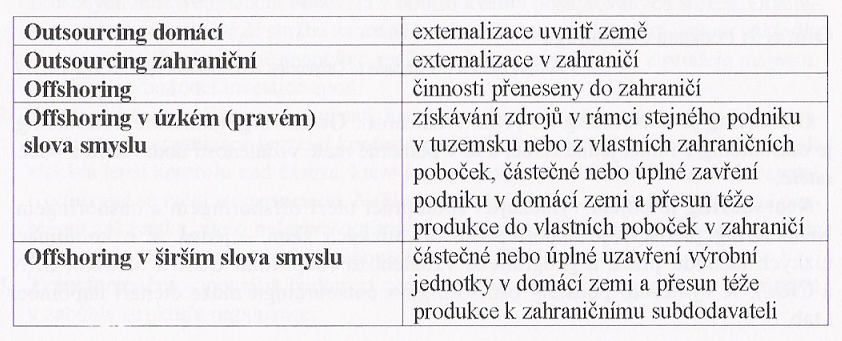 Outsourcing domácí externalizace uvnitř země
Outsourcing zahraniční externalizace v zahraničí
Offshoring činnosti přeneseny do zahraničí
Offshoring v úzkém (pravém) slova smyslu
získávání zdrojů v rámci stejného podniku
v tuzemsku nebo z vlastních zahraničních
poboček, částečné nebo úplné zavření
podniku v domácí zemi a přesun téže
produkce do vlastních poboček v zahraničí
Offshoring v širším slova smyslu
částečné nebo úplné uzavření výrobní
jednotky v domácí zemi a přesun téže
produkce k zahraničnímu subdodavateli